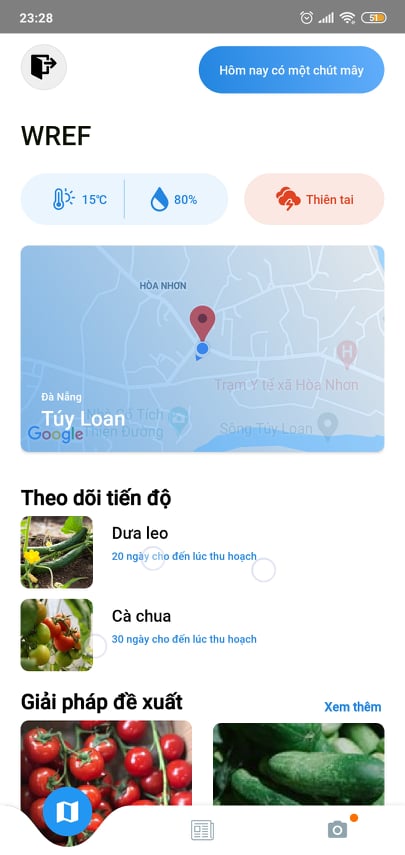 23:28
51
Hôm nay có một chút mây
WREF
15℃
80%
Thiên tai
HÒA NHƠN
H
Trạm Y tế xã Hòa Nhơn
Đà Nẵng
Túy Loan
Nhà Cổ Tích
Thiên Đường
Sông Túy Loan
Google
Theo dõi tiến độ
Dưa leo
20 ngày cho đến lúc thu hoạch
Cà chua
30 ngày cho đến lúc thu hoạch
Giải pháp đề xuất
Xem thêm